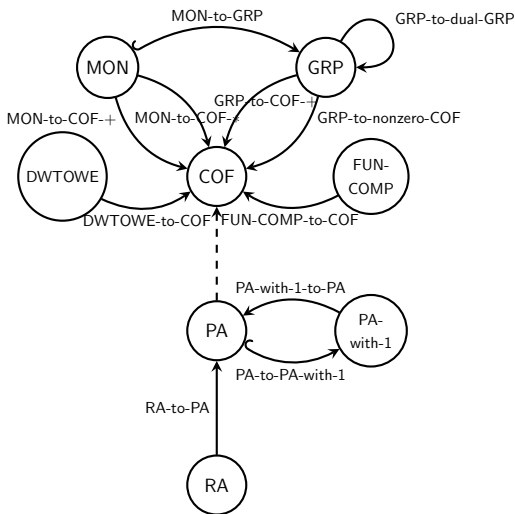 MON-to-GRP
GRP-to-dual-GRP
MON
GRP
MON-to-COF-+
MON-to-COF-*
GRP-to-COF-+
GRP-to-nonzero-COF
DWTOWE
COF
FUN-
COMP
DWTOWE-to-COF
FUN-COMP-to-COF
PA-with-1-to-PA
PA
PA-
with-1
PA-to-PA-with-1
RA-to-PA
RA